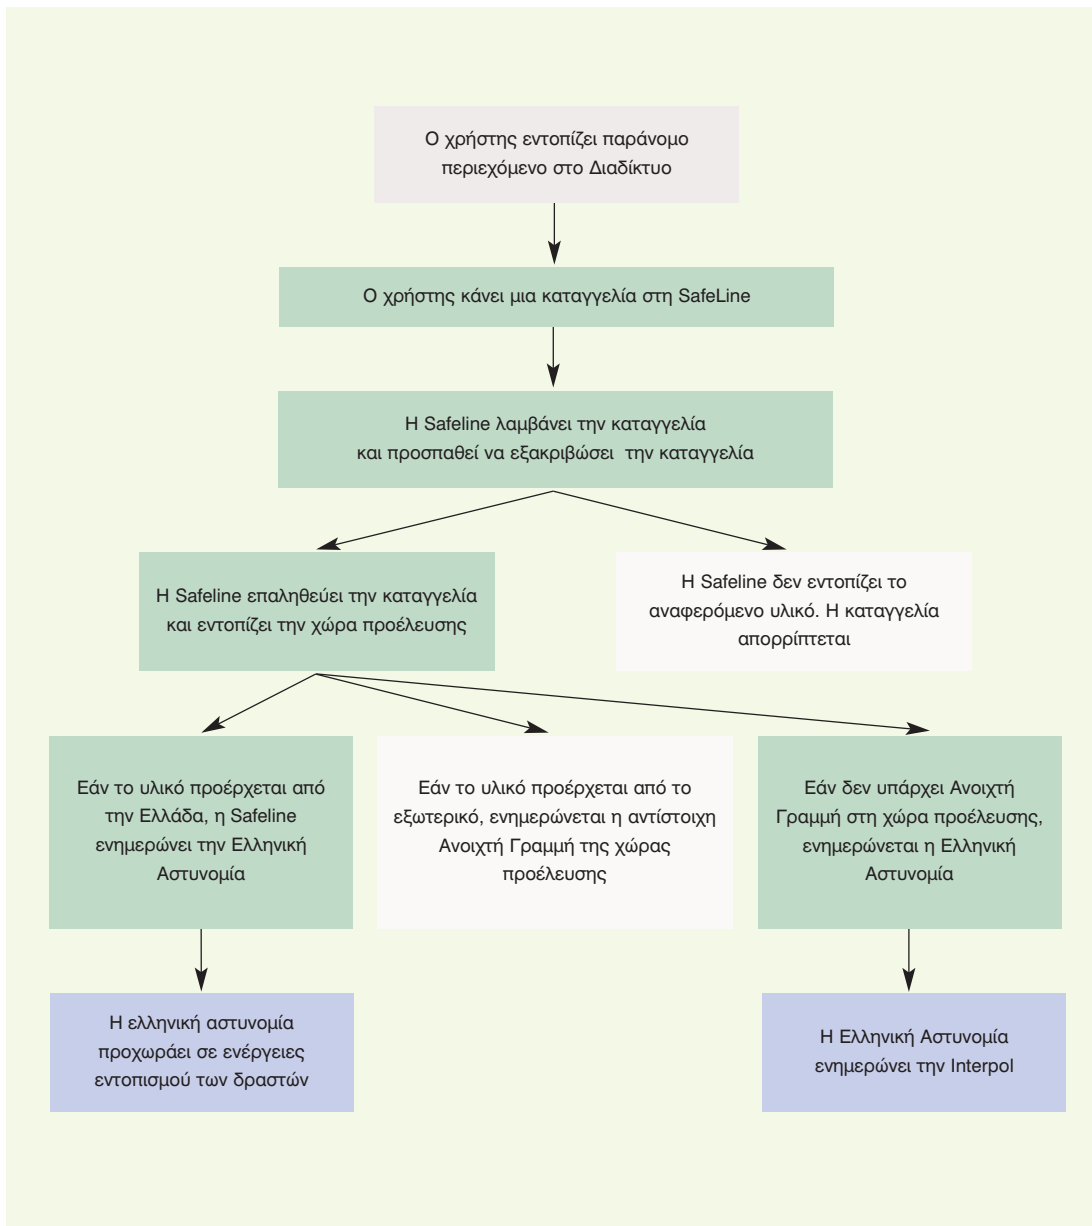 Ο χρήστης εντοπίζει παράνομο
περιεχόμενο στο Διαδίκτυο
Ο χρήστης κάνει μια καταγγελία στη SafeLine
Η Safeline λαμβάνει την καταγγελία
και προσπαθεί να εξακριβώσει την καταγγελία
Η Safeline επαληθεύει την καταγγελία
και εντοπίζει την χώρα προέλευσης
Η Safeline δεν εντοπίζει το
αναφερόμενο υλικό. Η καταγγελία
απορρίπτεται
Εάν το υλικό προέρχεται από
την Ελλάδα, η Safeline
ενημερώνει την Ελληνική
Αστυνομία
Εάν το υλικό προέρχεται από το
εξωτερικό, ενημερώνεται η αντίστοιχη
Ανοιχτή Γραμμή της χώρας
προέλευσης
Εάν δεν υπάρχει Ανοιχτή
Γραμμή στη χώρα προέλευσης,
ενημερώνεται η Ελληνική
Αστυνομία
Η ελληνική αστυνομία
προχωράει σε ενέργειες
εντοπισμού των δραστών
Η Ελληνική Αστυνομία
ενημερώνει την Interpol